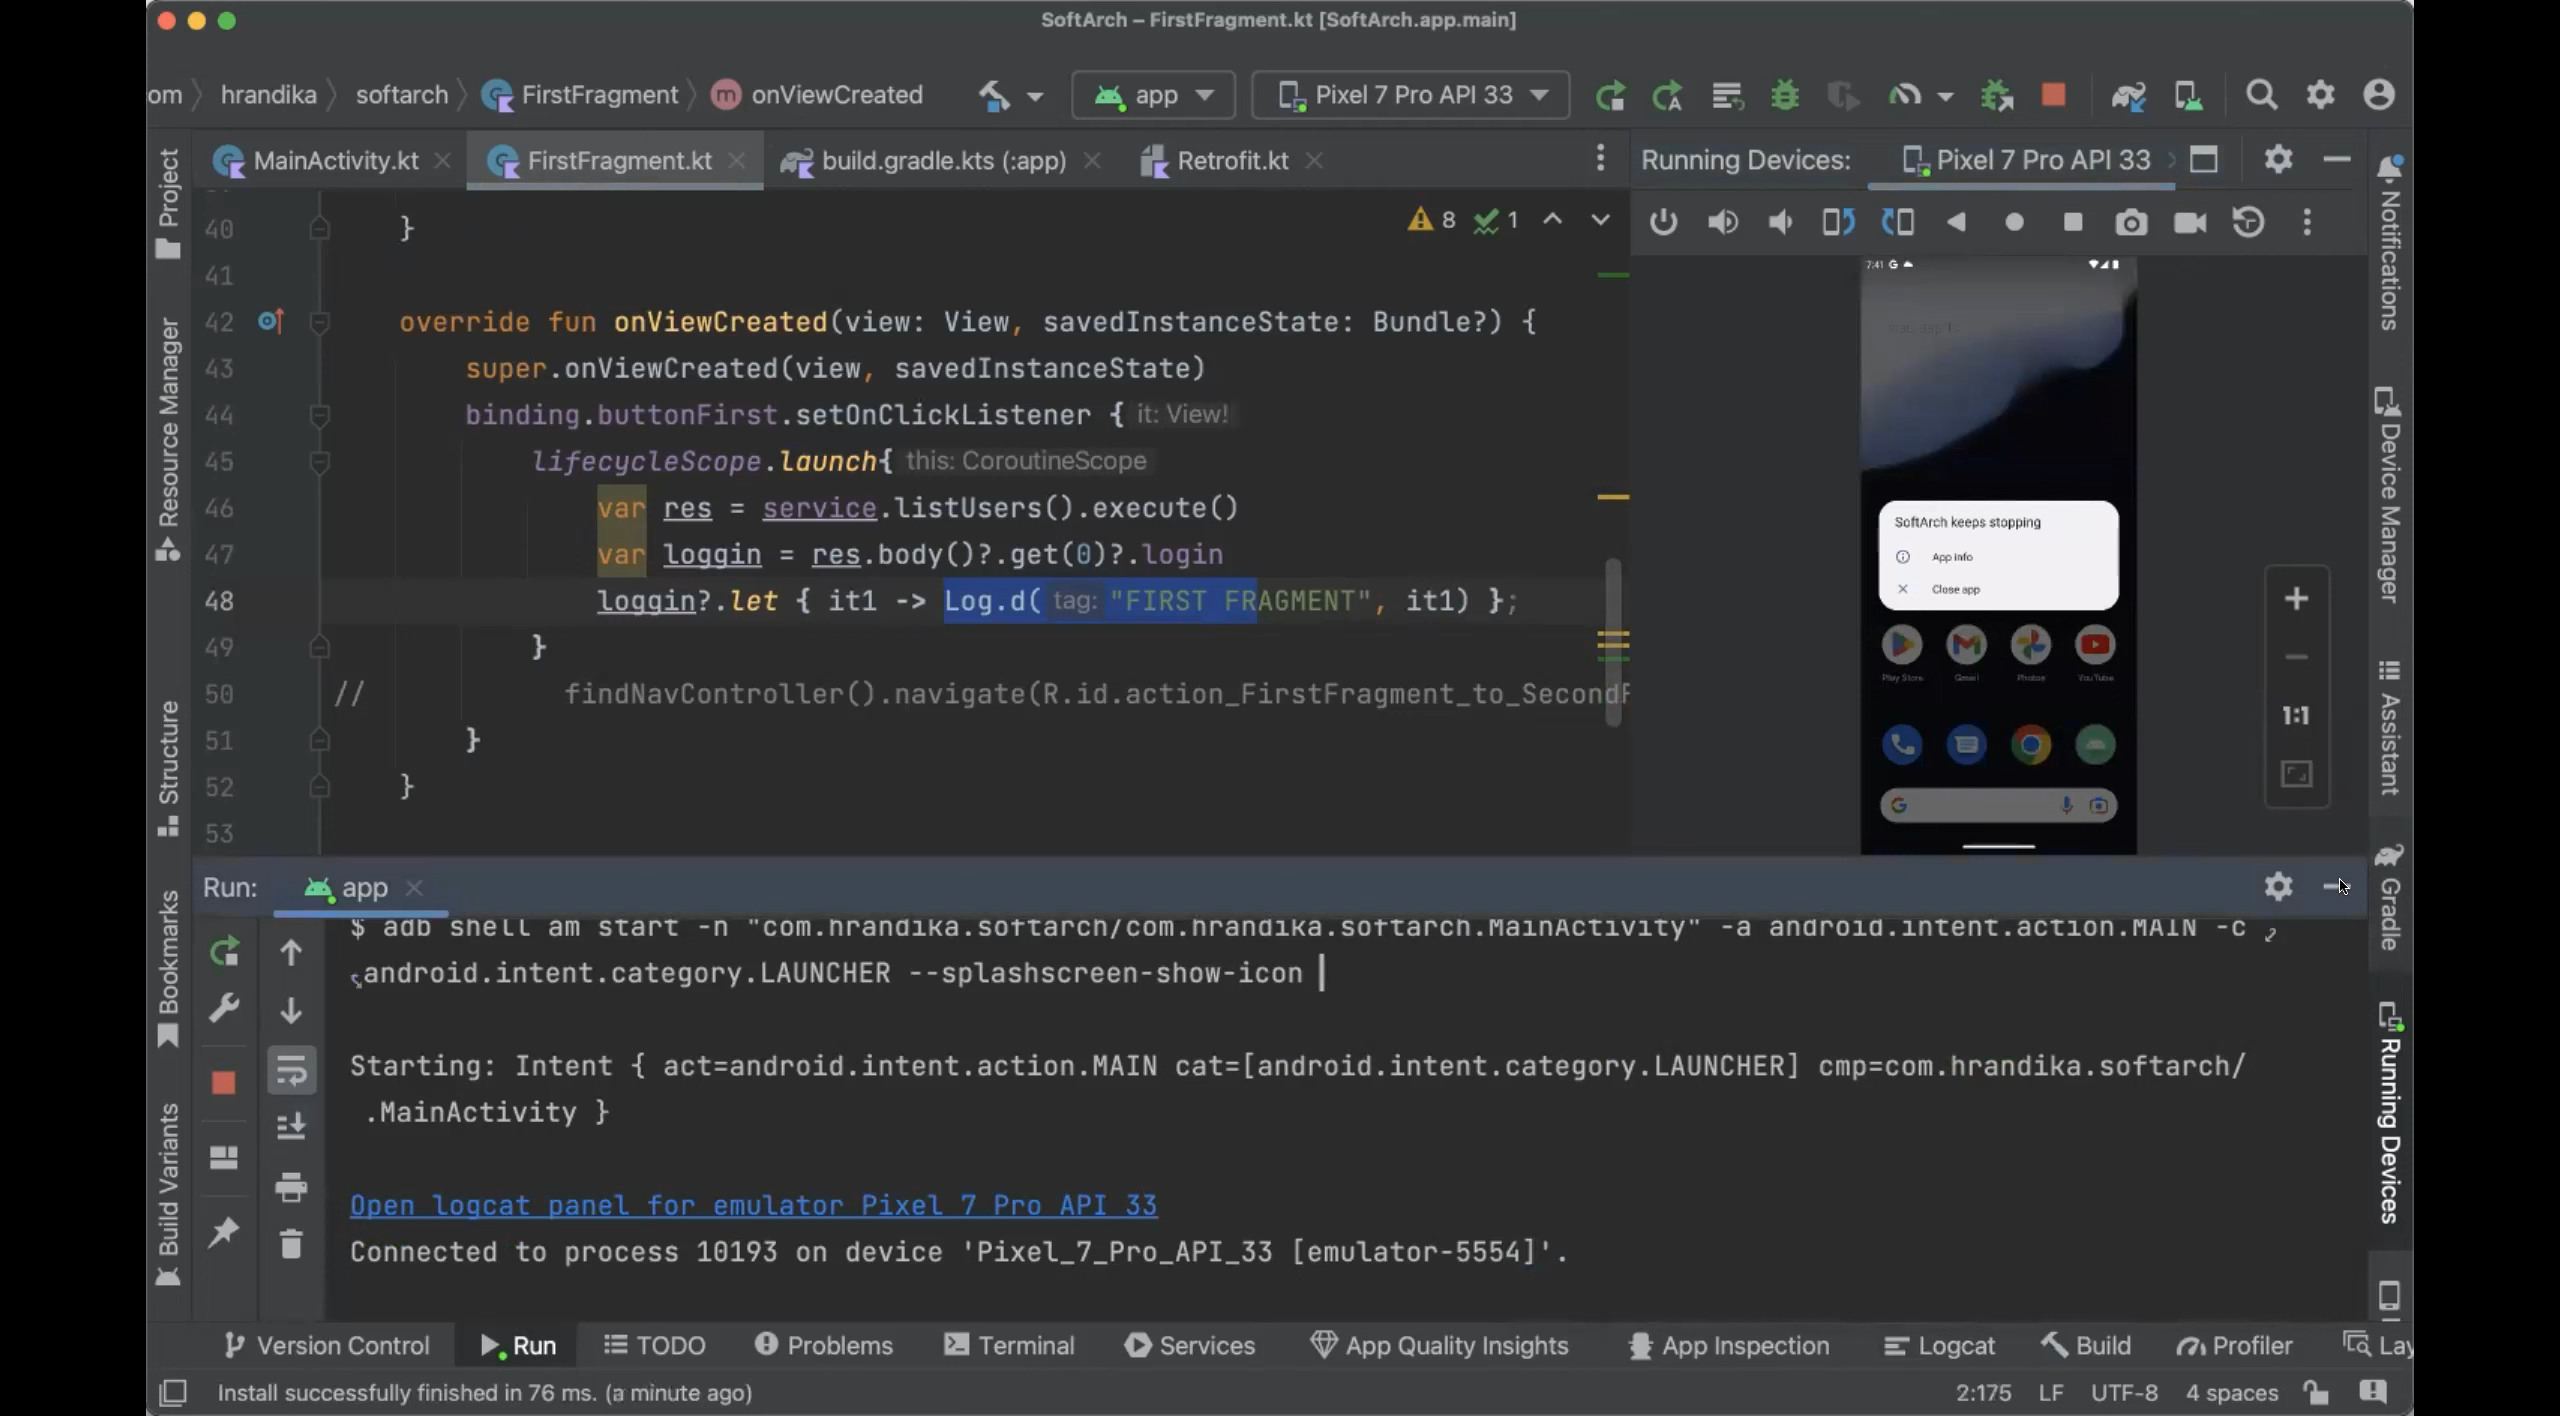 SoftArch – FirstFragment.kt [SoftArch.app.main]
om hrandika softarch FirstFragment m onViewCreated app Pixel 7 Pro API 33
MainActivity.kt FirstFragment.kt build.gradle.kts (:app) Retrofit.kt
Running Devices: Pixel 7 Pro API 33
Project
Resource Manager
Structure
Bookmarks
Build Variants
8 1
40 }
41
42 override fun onViewCreated(view: View, savedInstanceState: Bundle?) {
43 super.onViewCreated(view, savedInstanceState)
44 binding.buttonFirst.setOnClickListener { it: View!
45 lifecycleScope.launch{ this: CoroutineScope
46 var res = service.listUsers().execute()
47 var loggin = res.body()?.get(0)?.login
48 loggin?.let { it1 -> Log.d( tag: "FIRST FRAGMENT", it1) };
49 }
50 // findNavController().navigate(R.id.action_FirstFragment_to_SecondF
51 }
52 }
53
7:41 G
SoftArch keeps stopping
App info
Close app
Play Store Gmail Photos YouTube
1:1
Notifications
Device Manager
Assistant
Gradle
Running Devices
Run: app
$ adb shell am start -n "com.hrandika.softarch/com.hrandika.softarch.MainActivity" -a android.intent.action.MAIN -c
android.intent.category.LAUNCHER --splashscreen-show-icon
Starting: Intent { act=android.intent.action.MAIN cat=[android.intent.category.LAUNCHER] cmp=com.hrandika.softarch/
.MainActivity }
Open logcat panel for emulator Pixel 7 Pro API 33
Connected to process 10193 on device 'Pixel_7_Pro_API_33 [emulator-5554]'.
Version Control Run TODO Problems Terminal Services App Quality Insights App Inspection Logcat Build Profiler Lay
Install successfully finished in 76 ms. (a minute ago) 2:175 LF UTF-8 4 spaces